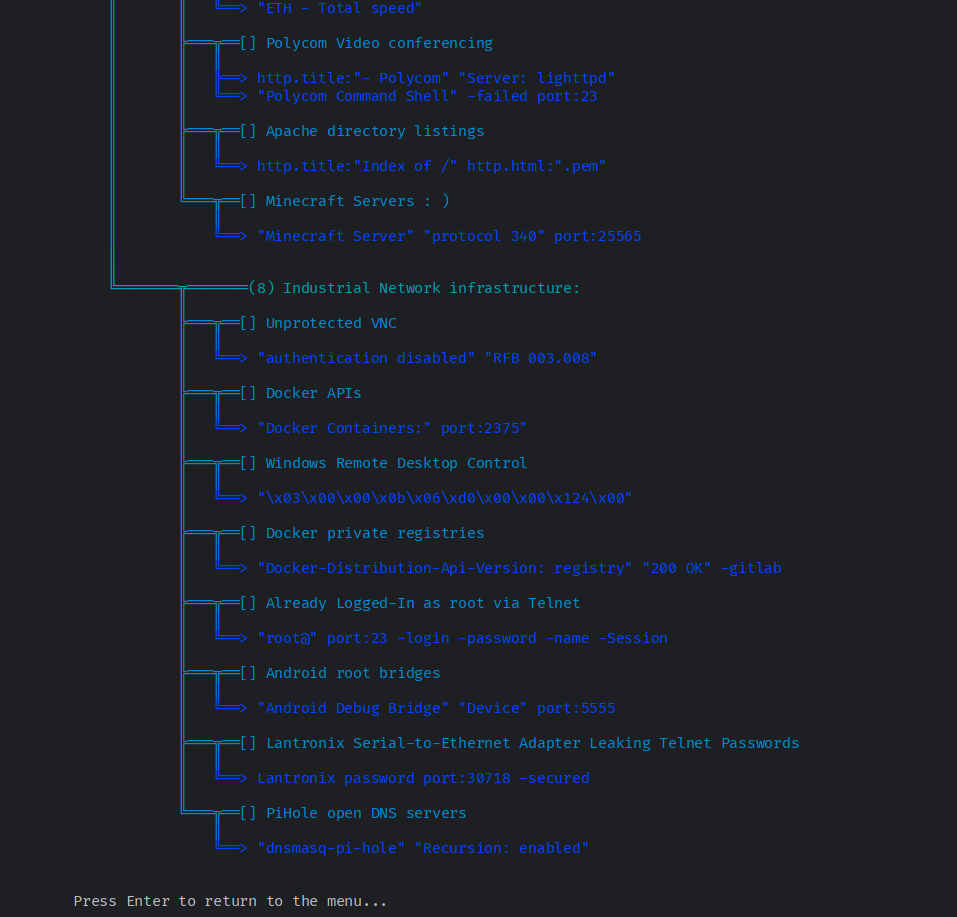 "ETH - Total speed"
[] Polycom Video conferencing
http.title:"- Polycom" "Server: lighttpd"
"Polycom Command Shell" -failed port:23
[] Apache directory listings
http.title:"Index of /" http.html:".pem"
[] Minecraft Servers : )
"Minecraft Server" "protocol 340" port:25565
(8) Industrial Network infrastructure:
[] Unprotected VNC
"authentication disabled" "RFB 003.008"
[] Docker APIs
"Docker Containers:" port:2375"
[] Windows Remote Desktop Control
"\x03\x00\x00\x0b\x06\xd0\x00\x00\x124\x00"
[] Docker private registries
"Docker-Distribution-Api-Version: registry" "200 OK" -gitlab
[] Already Logged-In as root via Telnet
"root@" port:23 -login -password -name -Session
[] Android root bridges
"Android Debug Bridge" "Device" port:5555
[] Lantronix Serial-to-Ethernet Adapter Leaking Telnet Passwords
Lantronix password port:30718 -secured
[] PiHole open DNS servers
"dnsmasq-pi-hole" "Recursion: enabled"
Press Enter to return to the menu...